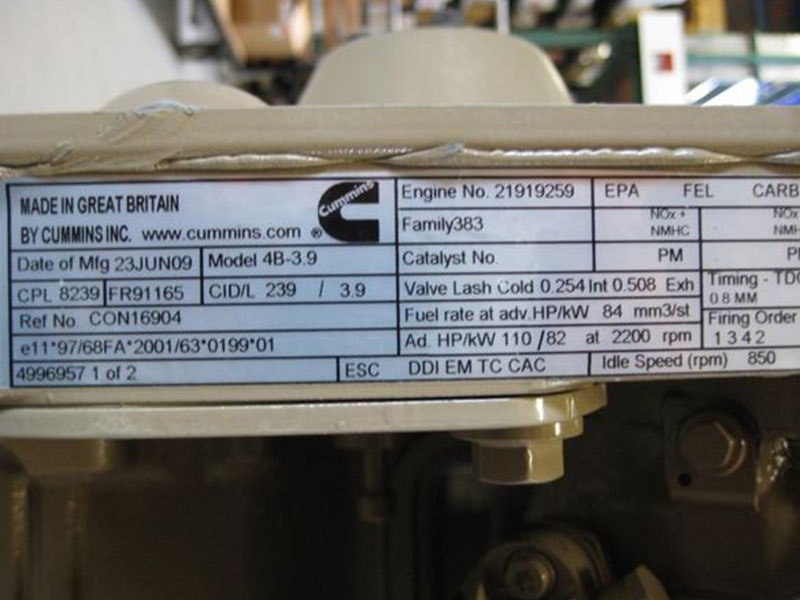 MADE IN GREAT BRITAIN
BY CUMMINS INC. www.cummins.com ®
Cummins
Date of Mfg 23JUN09 Model 4B-3.9
CPL 8239 FR91165 CID/L 239 / 3.9
Ref No CON16904
e11*97/68FA*2001/63*0199*01
4996957 1 of 2 ESC DDI EM TC CAC
Engine No. 21919259 EPA FEL CARB
Family383 NOx + NMHC NOx
Catalyst No. PM
Valve Lash Cold 0.254 Int 0.508 Exh Timing - TDC
0.8 MM
Fuel rate at adv.HP/kW 84 mm3/st Firing Order
Ad. HP/kW 110 /82 at 2200 rpm 1 3 4 2
Idle Speed (rpm) 850